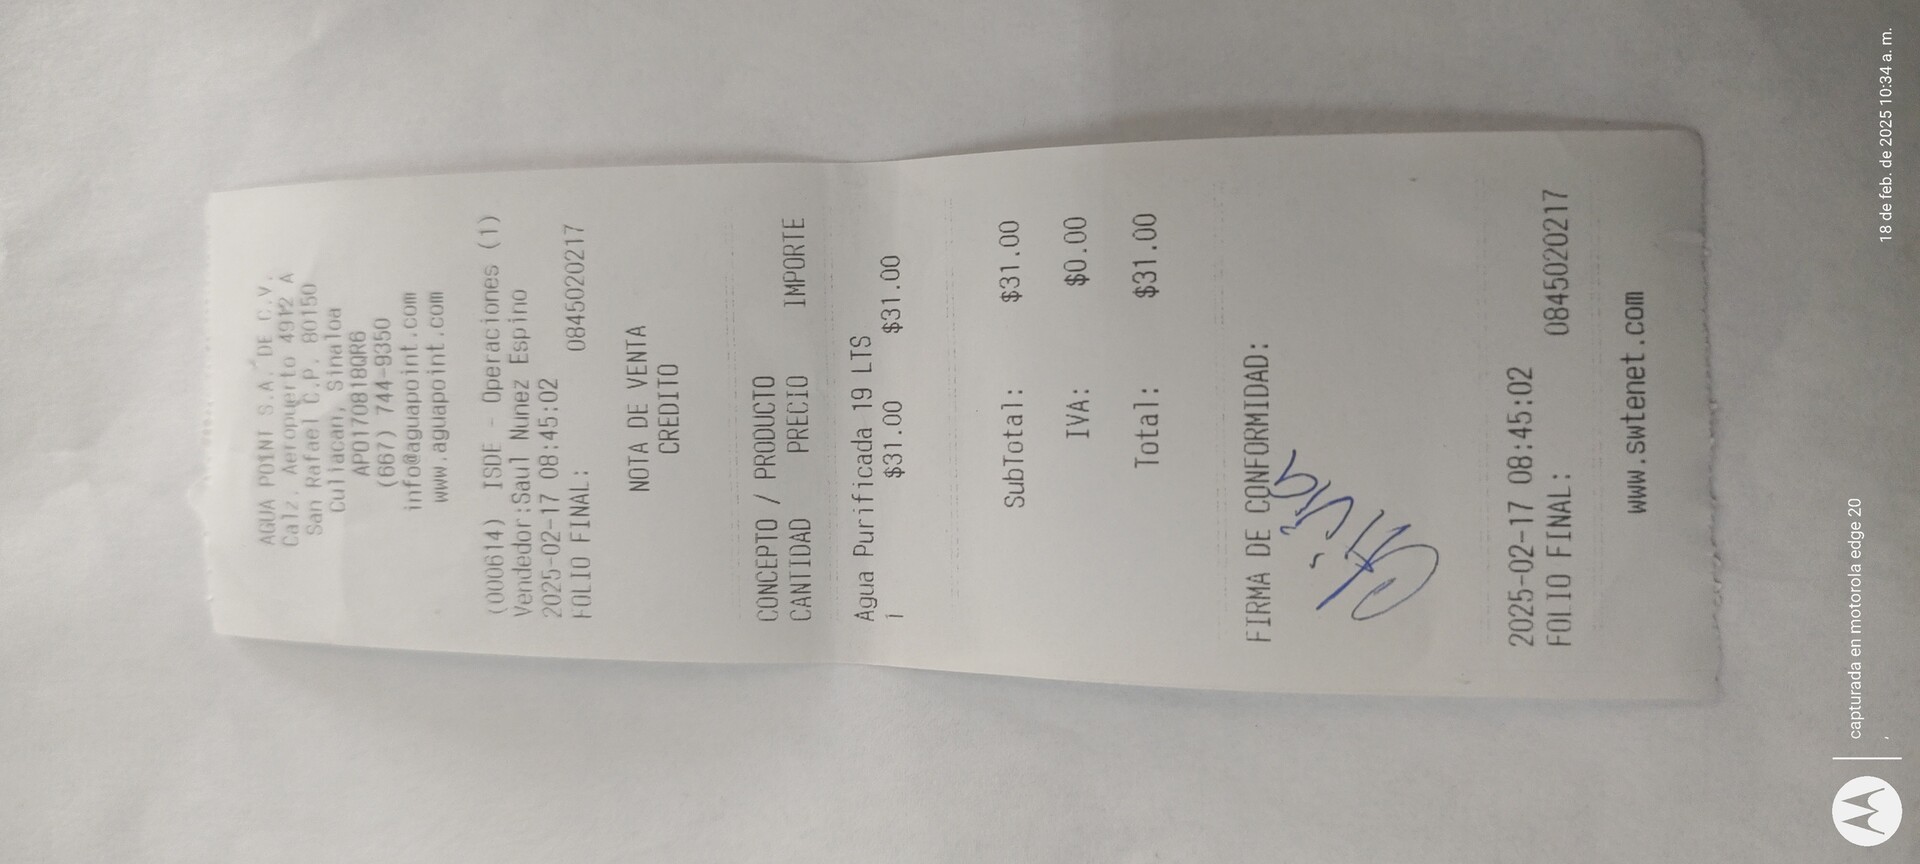 AGUA POINT S.A. DE C.V.
Calz. Aeropuerto 4912 A
San Rafael C.P. 80150
Culiacan, Sinaloa
APO170818QR6
(667) 744-9350
info@aguapoint.com
www.aguapoint.com
(000614) ISDE - Operaciones (1)
Vendedor:Saul Nunez Espino
2025-02-17 08:45:02
FOLIO FINAL: 0845020217
NOTA DE VENTA
CREDITO
CONCEPTO / PRODUCTO
CANTIDAD PRECIO IMPORTE
Agua Purificada 19 LTS
1 $31.00 $31.00
SubTotal: $31.00
IVA: $0.00
Total: $31.00
FIRMA DE CONFORMIDAD:
2025-02-17 08:45:02
FOLIO FINAL: 0845020217
www.swtenet.com
capturada en motorola edge 20
18 de feb. de 2025 10:34 a. m.